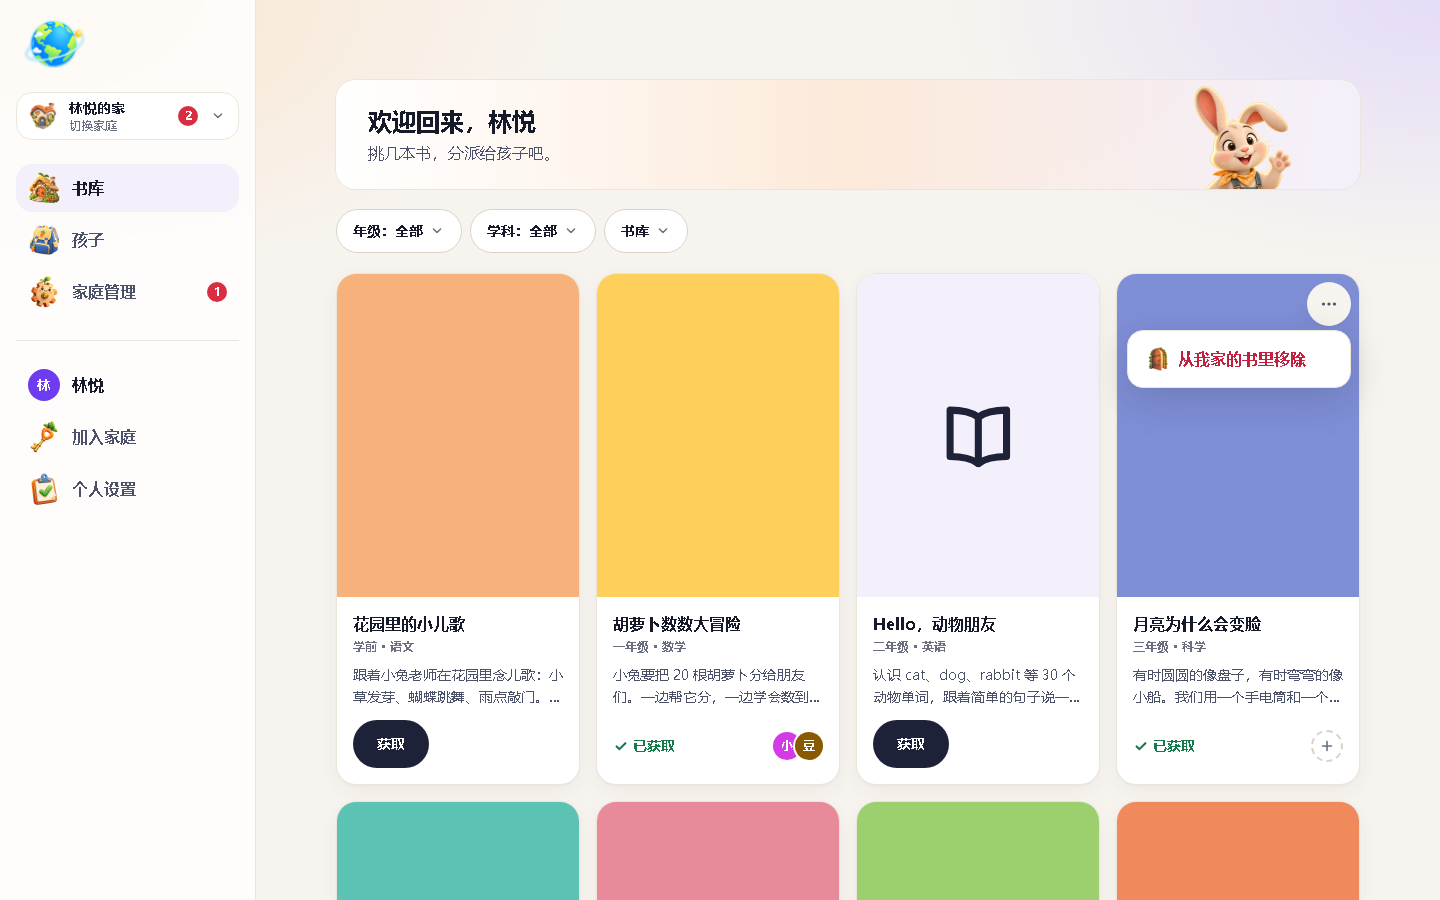 林悦的家
切换家庭
2
书库
孩子
家庭管理
1
林
林悦
加入家庭
个人设置
欢迎回来，林悦
挑几本书，分派给孩子吧。
年级：全部
学科：全部
书库
从我家的书里移除
花园里的小儿歌
学前 • 语文
跟着小兔老师在花园里念儿歌：小
草发芽、蝴蝶跳舞、雨点敲门。...
获取
胡萝卜数数大冒险
一年级 • 数学
小兔要把 20 根胡萝卜分给朋友
们。一边帮它分，一边学会数到...
已获取
小
豆
Hello，动物朋友
二年级 • 英语
认识 cat、dog、rabbit 等 30 个
动物单词，跟着简单的句子说一...
获取
月亮为什么会变脸
三年级 • 科学
有时圆圆的像盘子，有时弯弯的像
小船。我们用一个手电筒和一个...
已获取